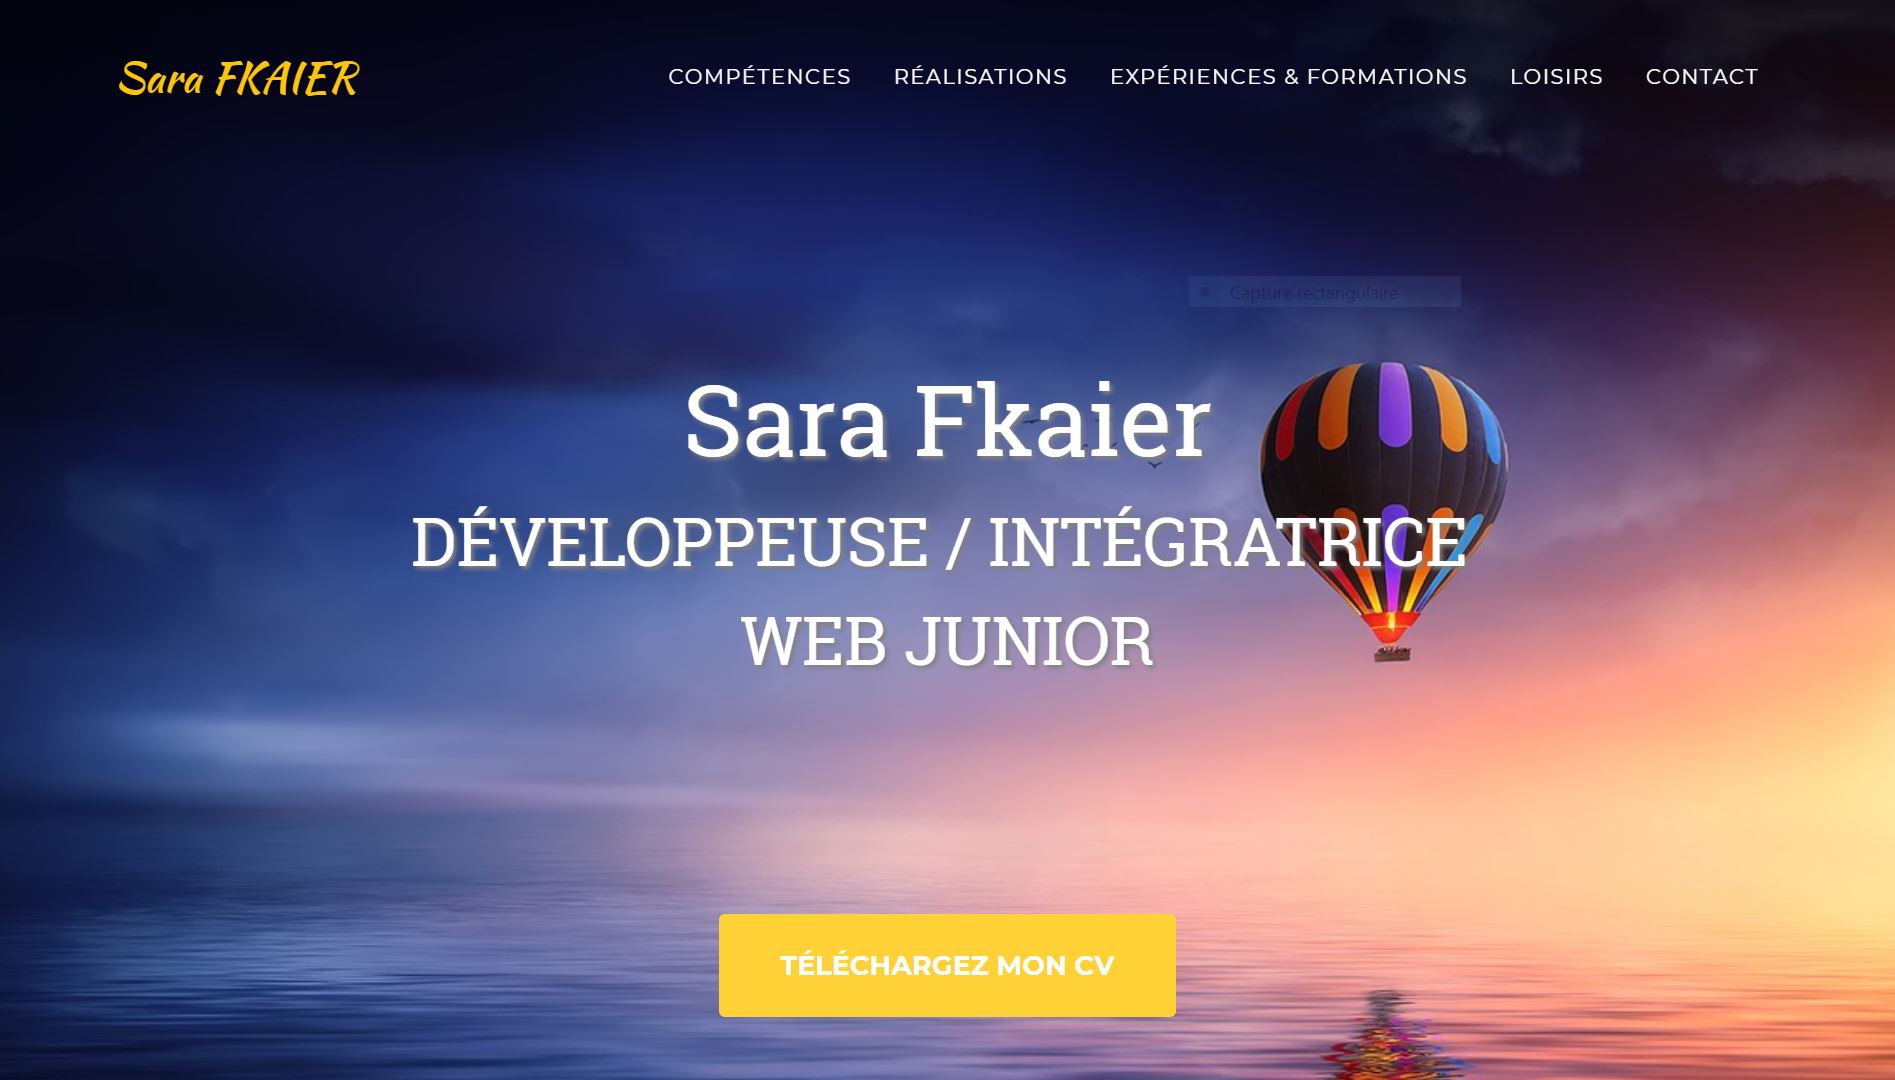 Sara FKAIER
COMPÉTENCES RÉALISATIONS EXPÉRIENCES & FORMATIONS LOISIRS CONTACT
Capture rectangulaire
Sara Fkaier
DÉVELOPPEUSE / INTÉGRATRICE
WEB JUNIOR
TÉLÉCHARGEZ MON CV